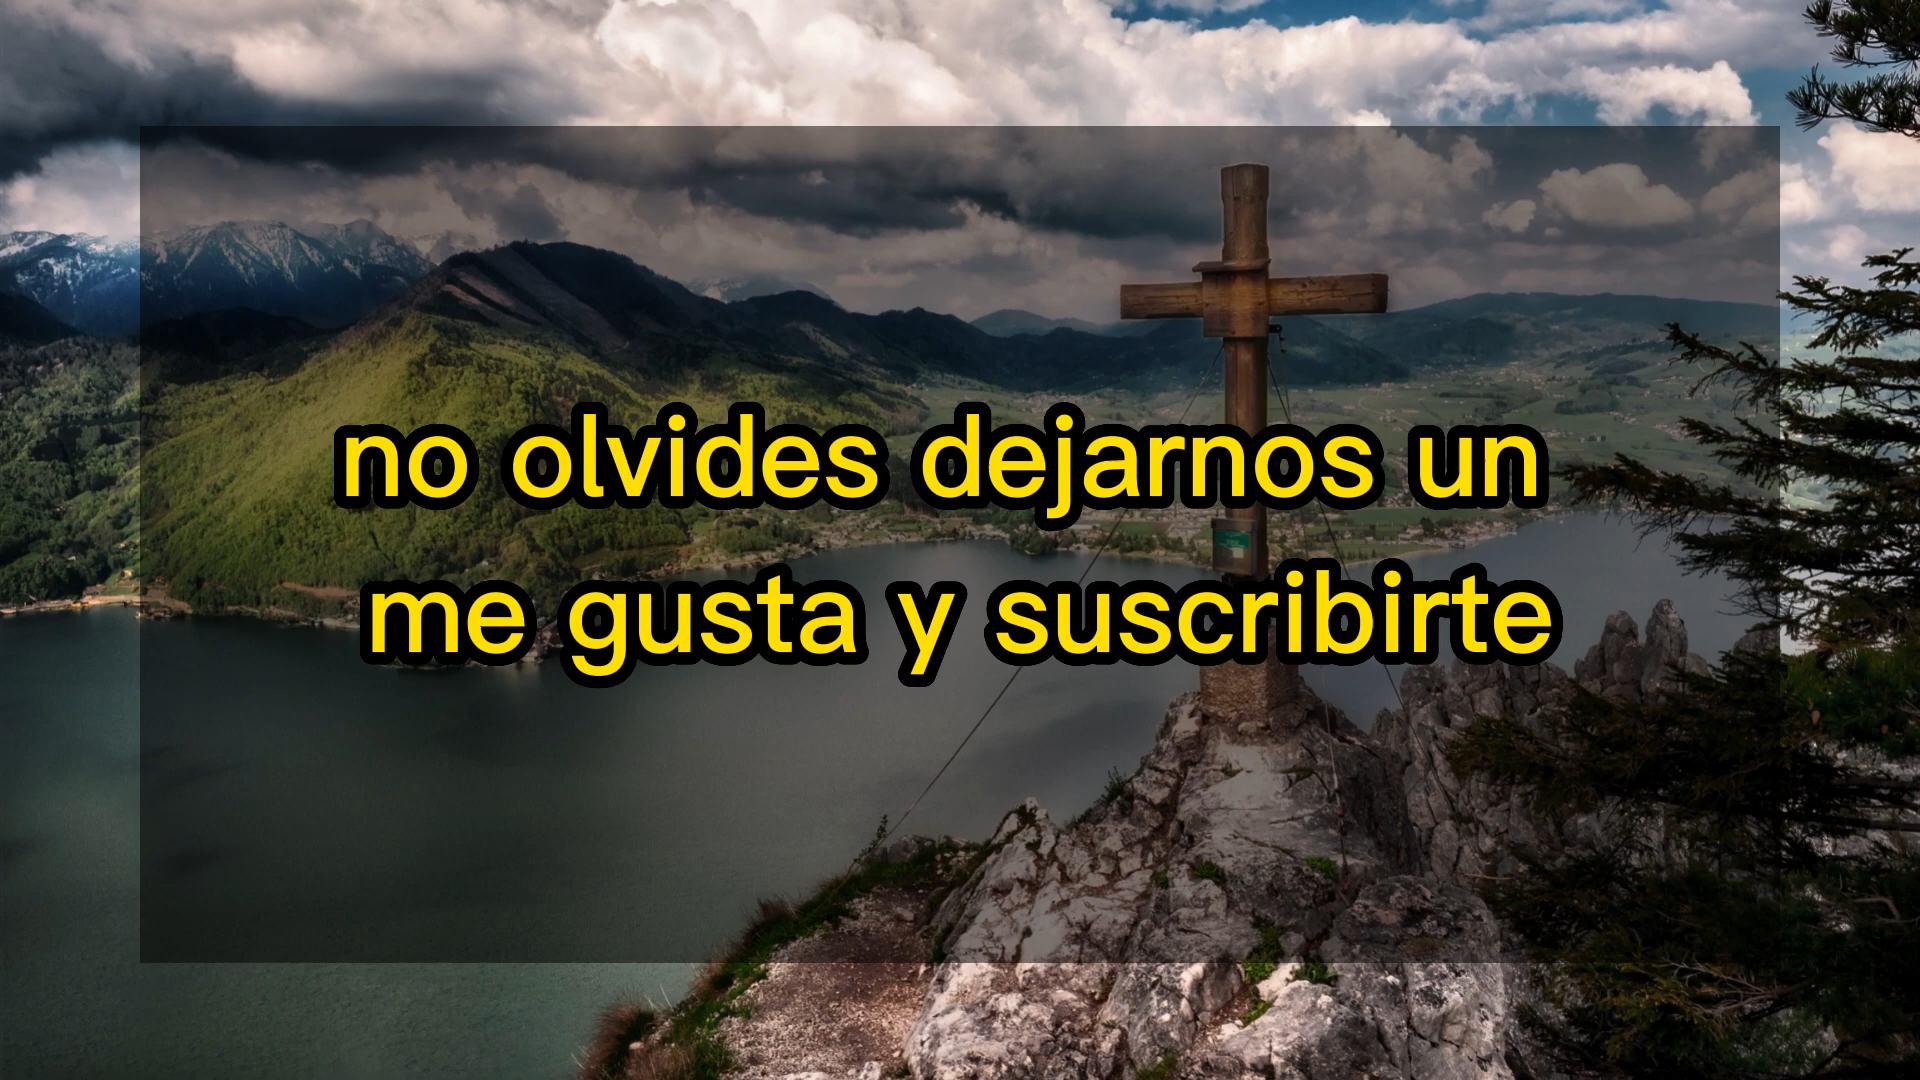 no olvides dejarnos un
me gusta y suscribirte